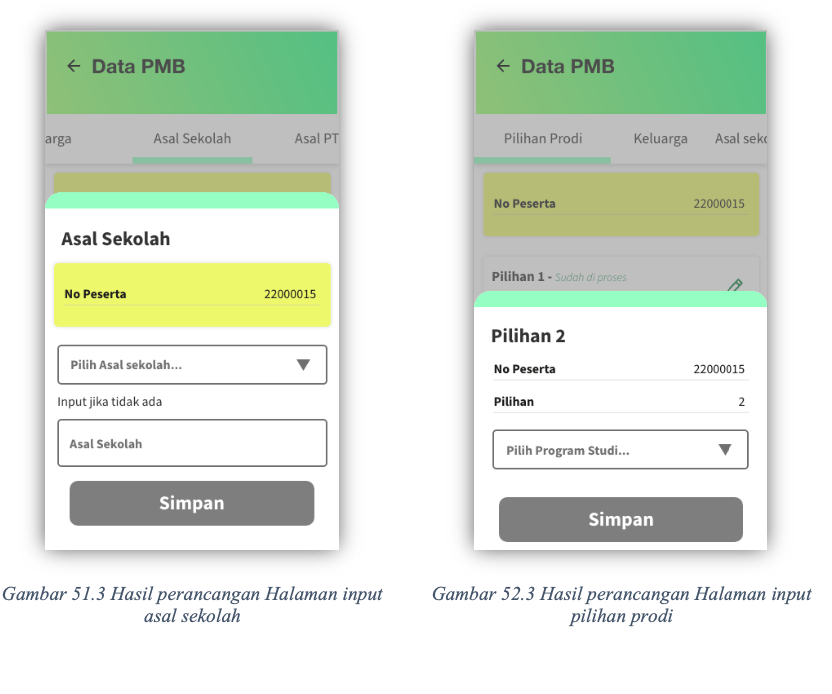 ← Data PMB
arga Asal Sekolah Asal PT
Asal Sekolah
No Peserta 22000015
Pilih Asal sekolah...
Input jika tidak ada
Asal Sekolah
Simpan
Gambar 51.3 Hasil perancangan Halaman input
asal sekolah
← Data PMB
Pilihan Prodi Keluarga Asal seko
No Peserta 22000015
Pilihan 1 - Sudah di proses
Pilihan 2
No Peserta 22000015
Pilihan 2
Pilih Program Studi...
Simpan
Gambar 52.3 Hasil perancangan Halaman input
pilihan prodi